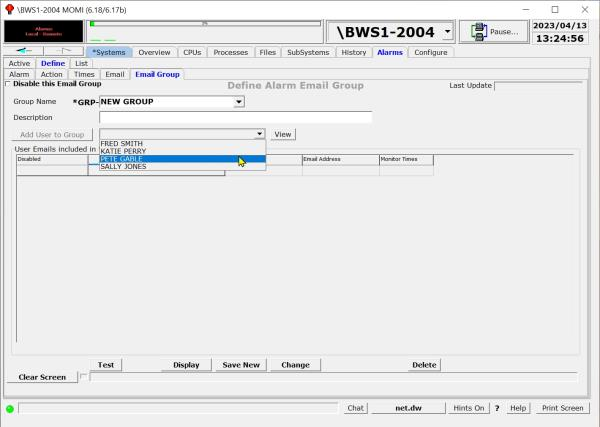 \BWS1-2004 MOMI (6.18/6.17b)
Alarms
Local - Remote
\BWS1-2004
Pause...
2023/04/13
13:24:56
*Systems Overview CPUs Processes Files SubSystems History Alarms Configure
Active Define List
Alarm Action Times Email Email Group
Disable this Email Group
Define Alarm Email Group
Last Update
Group Name *GRP- NEW GROUP
Description
Add User to Group View
FRED SMITH
KATIE PERRY
PETE GABLE
SALLY JONES
User Emails included in
Disabled Email Address Monitor Times
Test Display Save New Change Delete
Clear Screen
Chat net.dw Hints On ? Help Print Screen